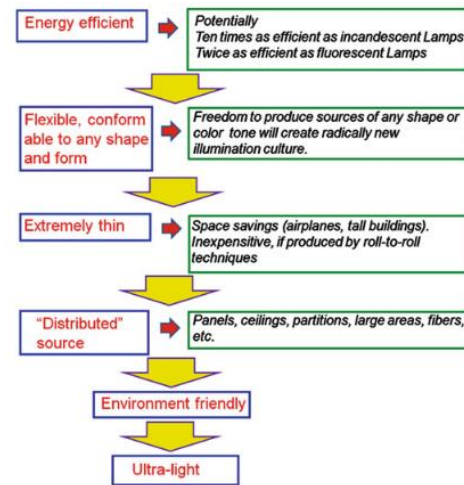 Energy efficient
Potentially
Ten times as efficient as incandescent Lamps
Twice as efficient as fluorescent Lamps
Flexible, conform
able to any shape
and form
Freedom to produce sources of any shape or
color tone will create radically new
illumination culture.
Extremely thin
Space savings (airplanes, tall buildings).
Inexpensive, if produced by roll-to-roll
techniques
“Distributed”
source
Panels, ceilings, partitions, large areas, fibers,
etc.
Environment friendly
Ultra-light